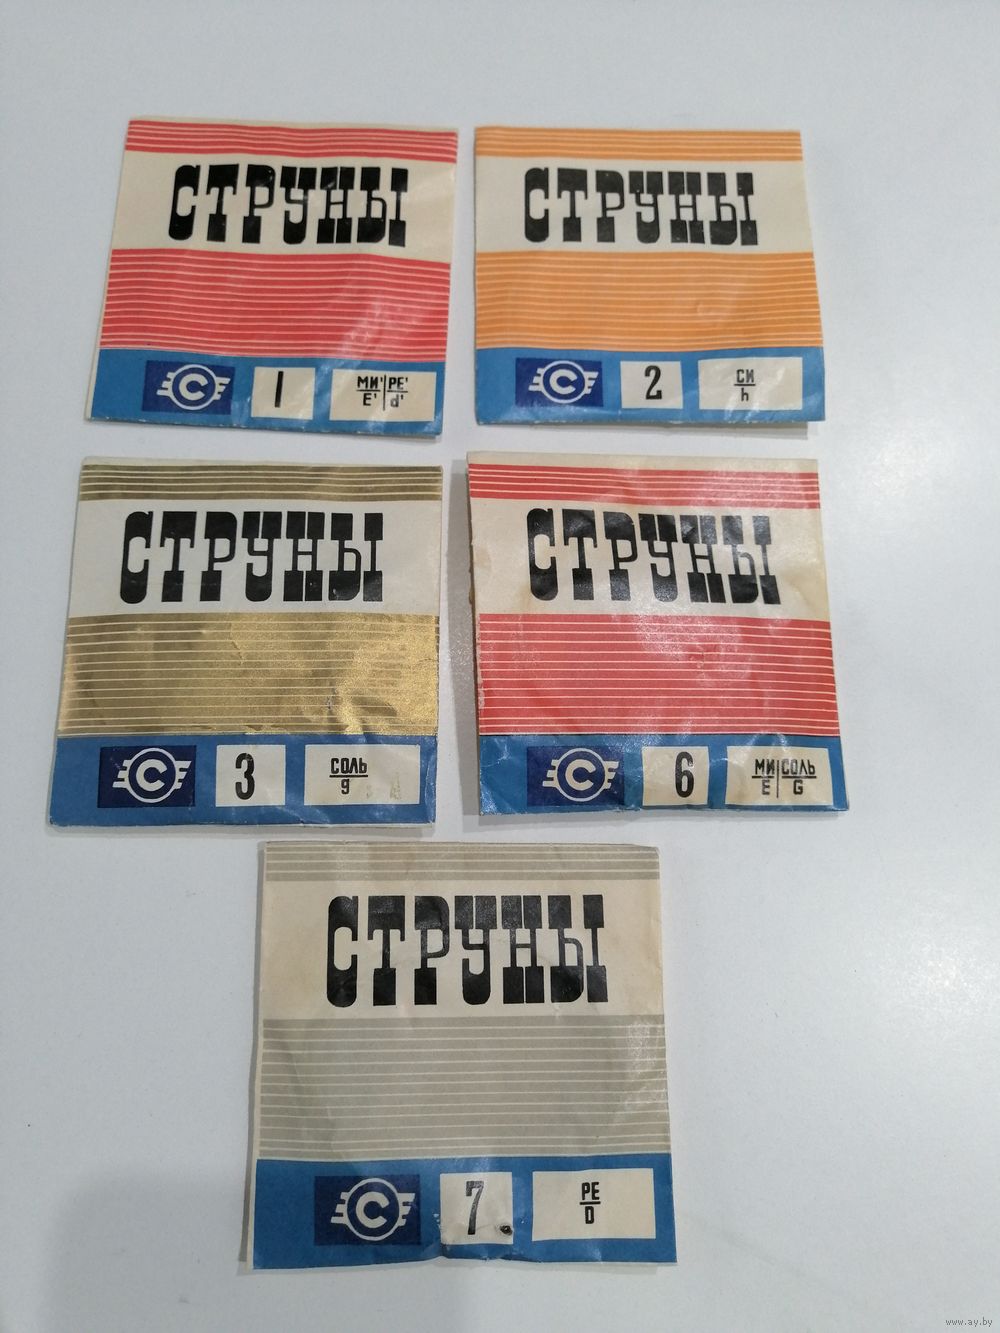 СТРУНЫ
С 1 МИ' РЕ'
E' d'
СТРУНЫ
С 2 СИ
h
СТРУНЫ
С 3 СОЛЬ
g
СТРУНЫ
С 6 МИ СОЛЬ
E G
СТРУНЫ
С 7 РЕ
D
www.ay.by